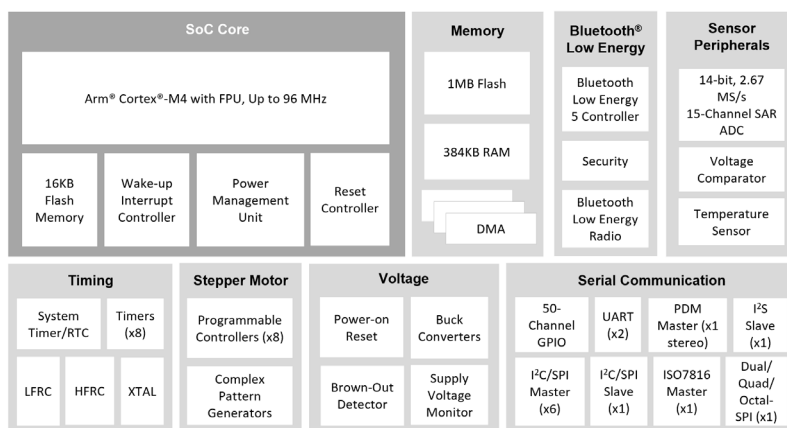 SoC Core
Arm® Cortex®-M4 with FPU, Up to 96 MHz
16KB
Flash
Memory
Wake-up
Interrupt
Controller
Power
Management
Unit
Reset
Controller
Memory
1MB Flash
384KB RAM
DMA
Bluetooth®
Low Energy
Bluetooth
Low Energy
5 Controller
Security
Bluetooth
Low Energy
Radio
Sensor
Peripherals
14-bit, 2.67
MS/s
15-Channel SAR
ADC
Voltage
Comparator
Temperature
Sensor
Timing
System
Timer/RTC
Timers
(x8)
LFRC
HFRC
XTAL
Stepper Motor
Programmable
Controllers (x8)
Complex
Pattern
Generators
Voltage
Power-on
Reset
Buck
Converters
Brown-Out
Detector
Supply
Voltage
Monitor
Serial Communication
50-
Channel
GPIO
UART
(x2)
PDM
Master (x1
stereo)
I²S
Slave
(x1)
I²C/SPI
Master
(x6)
I²C/SPI
Slave
(x1)
ISO7816
Master
(x1)
Dual/
Quad/
Octal-
SPI (x1)